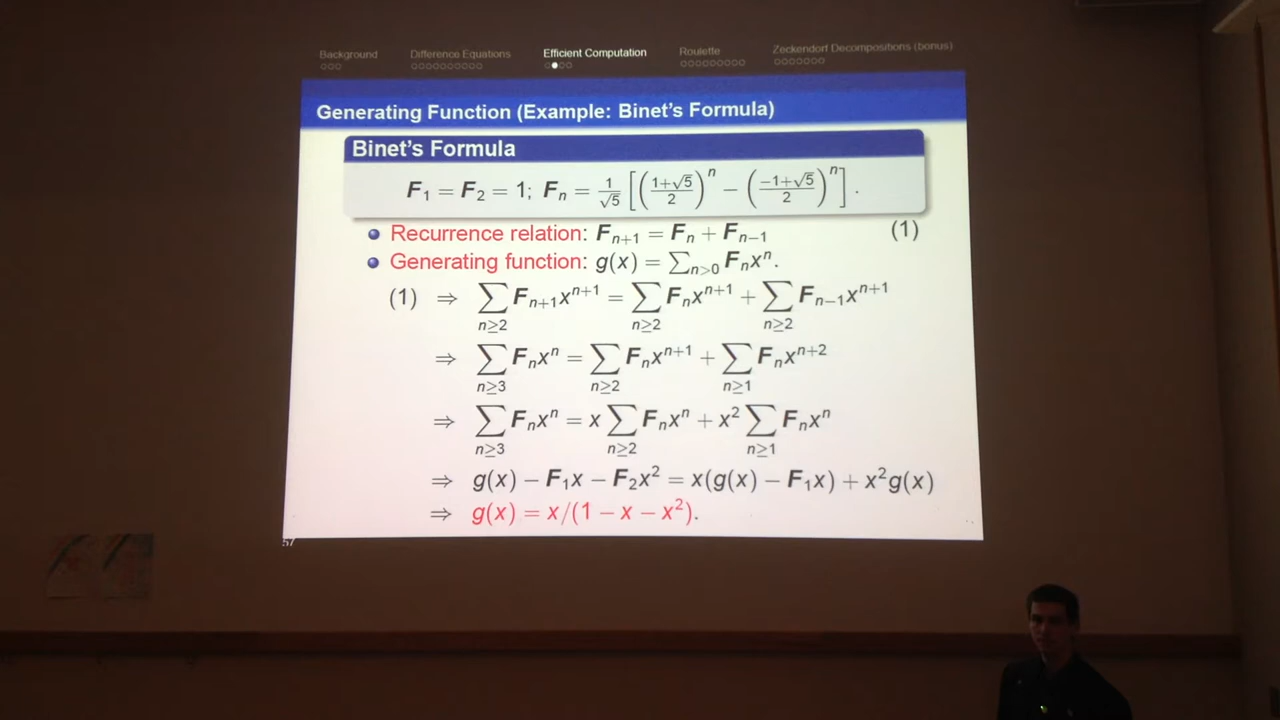 Background Difference Equations Efficient Computation Roulette Zeckendorf Decompositions (bonus)
Generating Function (Example: Binet's Formula)
Binet's Formula
F₁ = F₂ = 1; Fₙ = 1/√5 [((1+√5)/2)ⁿ − ((−1+√5)/2)ⁿ].
Recurrence relation: Fₙ₊₁ = Fₙ + Fₙ₋₁ (1)
Generating function: g(x) = ∑ₙ>₀ Fₙxⁿ.
(1) ⇒ ∑_{n≥2} Fₙ₊₁xⁿ⁺¹ = ∑_{n≥2} Fₙxⁿ⁺¹ + ∑_{n≥2} Fₙ₋₁xⁿ⁺¹
⇒ ∑_{n≥3} Fₙxⁿ = ∑_{n≥2} Fₙxⁿ⁺¹ + ∑_{n≥1} Fₙxⁿ⁺²
⇒ ∑_{n≥3} Fₙxⁿ = x ∑_{n≥2} Fₙxⁿ + x² ∑_{n≥1} Fₙxⁿ
⇒ g(x) − F₁x − F₂x² = x(g(x) − F₁x) + x²g(x)
⇒ g(x) = x/(1 − x − x²).
57